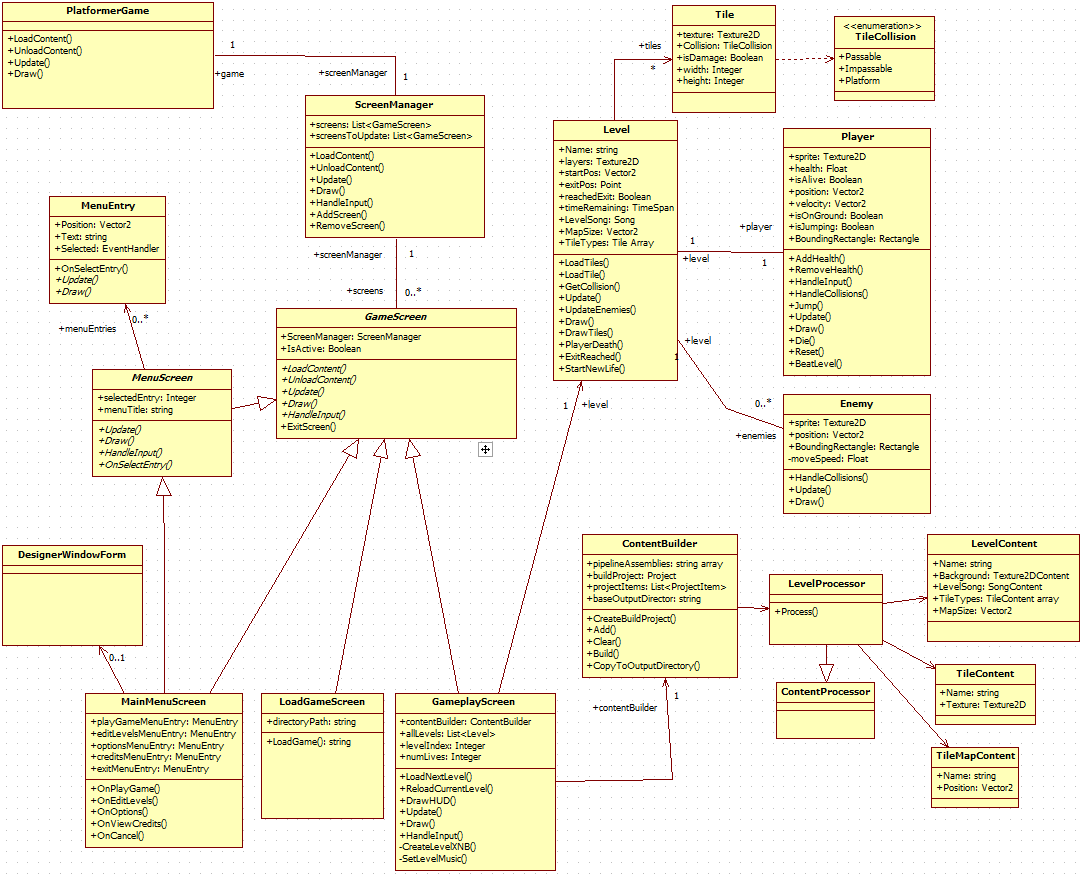 PlatformerGame
+LoadContent()
+UnloadContent()
+Update()
+Draw()
1
+game
+screenManager
1
ScreenManager
+screens: List<GameScreen>
+screensToUpdate: List<GameScreen>
+LoadContent()
+UnloadContent()
+Update()
+Draw()
+HandleInput()
+AddScreen()
+RemoveScreen()
+screenManager
1
+screens
0..*
MenuEntry
+Position: Vector2
+Text: string
+Selected: EventHandler
+OnSelectEntry()
+Update()
+Draw()
+menuEntries
0..*
GameScreen
+ScreenManager: ScreenManager
+IsActive: Boolean
+LoadContent()
+UnloadContent()
+Update()
+Draw()
+HandleInput()
+ExitScreen()
MenuScreen
+selectedEntry: Integer
+menuTitle: string
+Update()
+Draw()
+HandleInput()
+OnSelectEntry()
Tile
+texture: Texture2D
+Collision: TileCollision
+isDamage: Boolean
+width: Integer
+height: Integer
+tiles
*
<<enumeration>>
TileCollision
+Passable
+Impassable
+Platform
Level
+Name: string
+layers: Texture2D
+startPos: Vector2
+exitPos: Point
+reachedExit: Boolean
+timeRemaining: TimeSpan
+LevelSong: Song
+MapSize: Vector2
+TileTypes: Tile Array
+LoadTiles()
+LoadTile()
+GetCollision()
+Update()
+UpdateEnemies()
+Draw()
+DrawTiles()
+PlayerDeath()
+ExitReached()
+StartNewLife()
+player
1
+level
1
Player
+sprite: Texture2D
+health: Float
+isAlive: Boolean
+position: Vector2
+velocity: Vector2
+isOnGround: Boolean
+isJumping: Boolean
+BoundingRectangle: Rectangle
+AddHealth()
+RemoveHealth()
+HandleInput()
+HandleCollisions()
+Jump()
+Update()
+Draw()
+Die()
+Reset()
+BeatLevel()
+level
1
0..*
+enemies
Enemy
+sprite: Texture2D
+position: Vector2
+BoundingRectangle: Rectangle
-moveSpeed: Float
+HandleCollisions()
+Update()
+Draw()
1
+level
DesignerWindowForm
0..1
MainMenuScreen
+playGameMenuEntry: MenuEntry
+editLevelsMenuEntry: MenuEntry
+optionsMenuEntry: MenuEntry
+creditsMenuEntry: MenuEntry
+exitMenuEntry: MenuEntry
+OnPlayGame()
+OnEditLevels()
+OnOptions()
+OnViewCredits()
+OnCancel()
LoadGameScreen
+directoryPath: string
+LoadGame(): string
GameplayScreen
+contentBuilder: ContentBuilder
+allLevels: List<Level>
+levelIndex: Integer
+numLives: Integer
+LoadNextLevel()
+ReloadCurrentLevel()
+DrawHUD()
+Update()
+Draw()
+HandleInput()
-CreateLevelXNB()
-SetLevelMusic()
+contentBuilder
1
ContentBuilder
+pipelineAssemblies: string array
+buildProject: Project
+projectItems: List<ProjectItem>
+baseOutputDirector: string
+CreateBuildProject()
+Add()
+Clear()
+Build()
+CopyToOutputDirectory()
LevelProcessor
+Process()
ContentProcessor
LevelContent
+Name: string
+Background: Texture2DContent
+LevelSong: SongContent
+TileTypes: TileContent array
+MapSize: Vector2
TileContent
+Name: string
+Texture: Texture2D
TileMapContent
+Name: string
+Position: Vector2